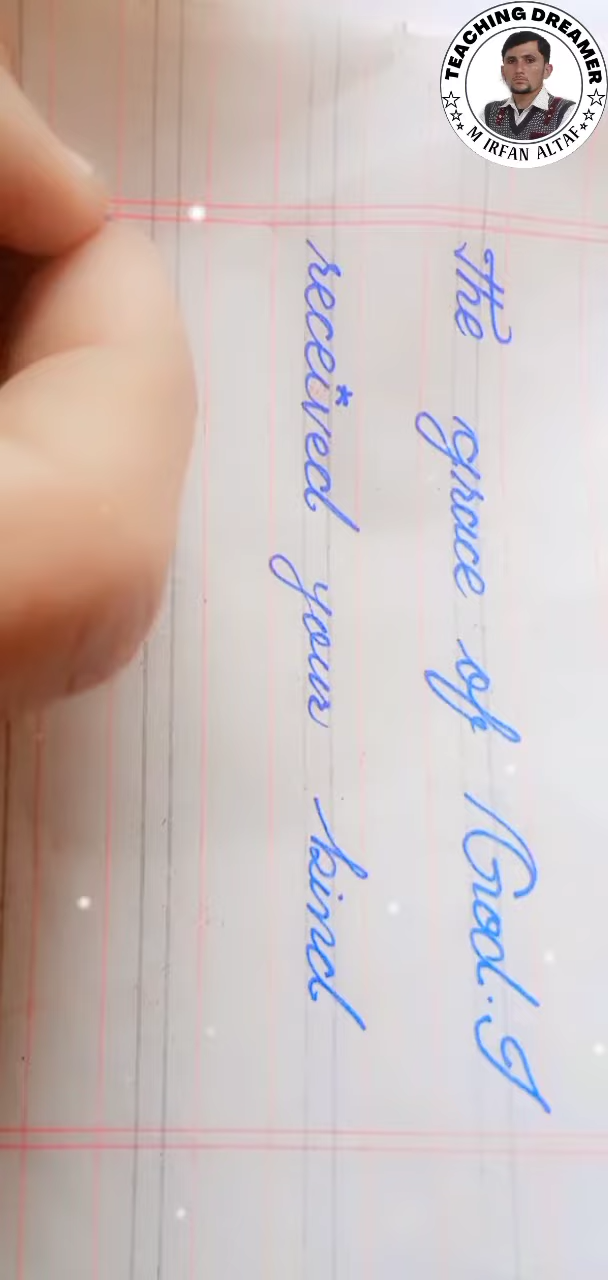 TEACHING DREAMER
M IRFAN ALTAF
The grace of God. I
received your kind